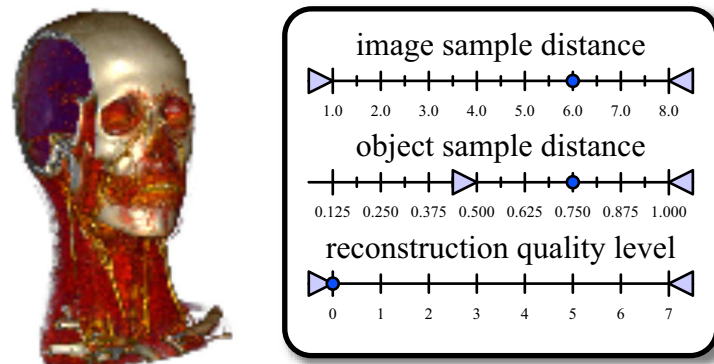 image sample distance
1.0 2.0 3.0 4.0 5.0 6.0 7.0 8.0
object sample distance
0.125 0.250 0.375 0.500 0.625 0.750 0.875 1.000
reconstruction quality level
0 1 2 3 4 5 6 7